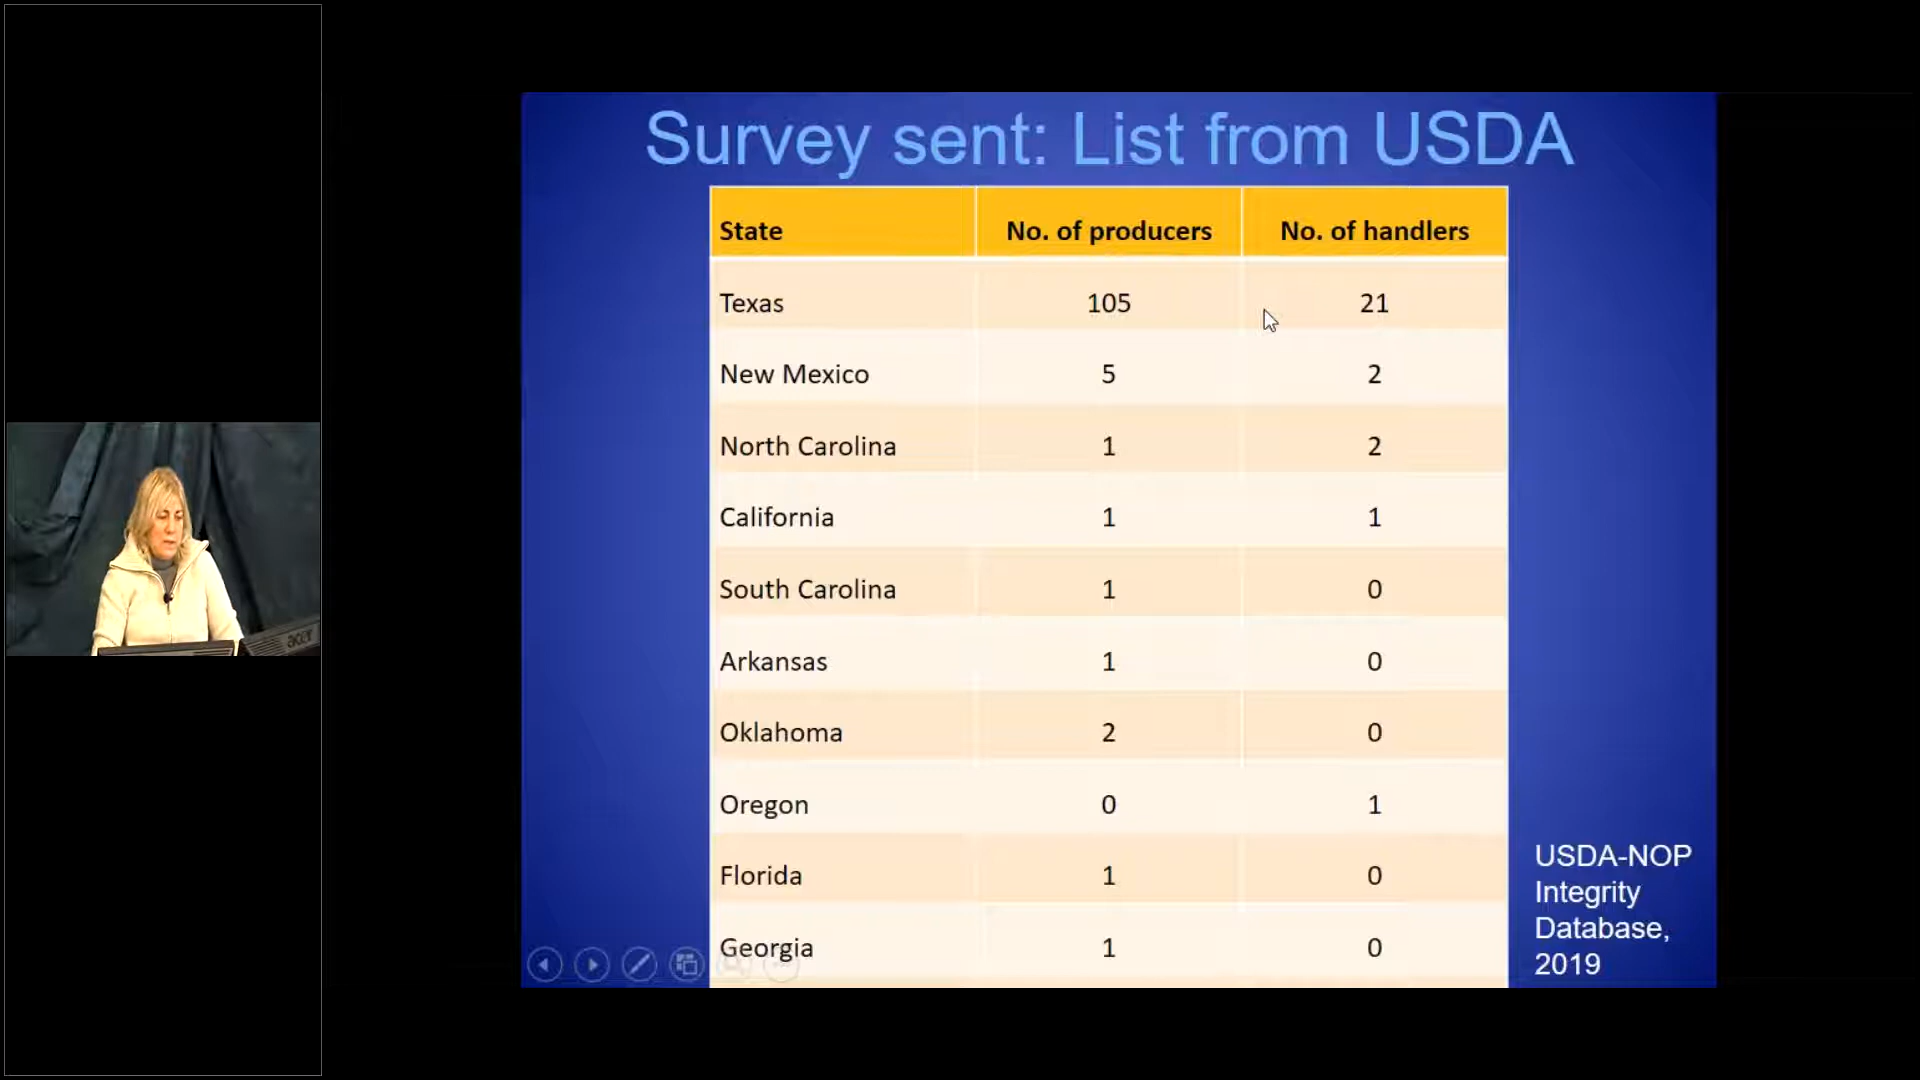 Survey sent: List from USDA
State No. of producers No. of handlers
Texas 105 21
New Mexico 5 2
North Carolina 1 2
California 1 1
South Carolina 1 0
Arkansas 1 0
Oklahoma 2 0
Oregon 0 1
Florida 1 0
Georgia 1 0
USDA-NOP
Integrity
Database,
2019
acer